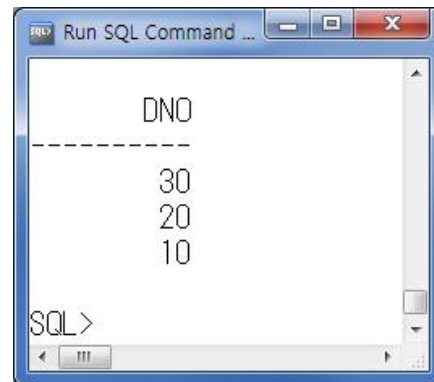 Run SQL Command ...
DNO
----------
30
20
10
SQL>